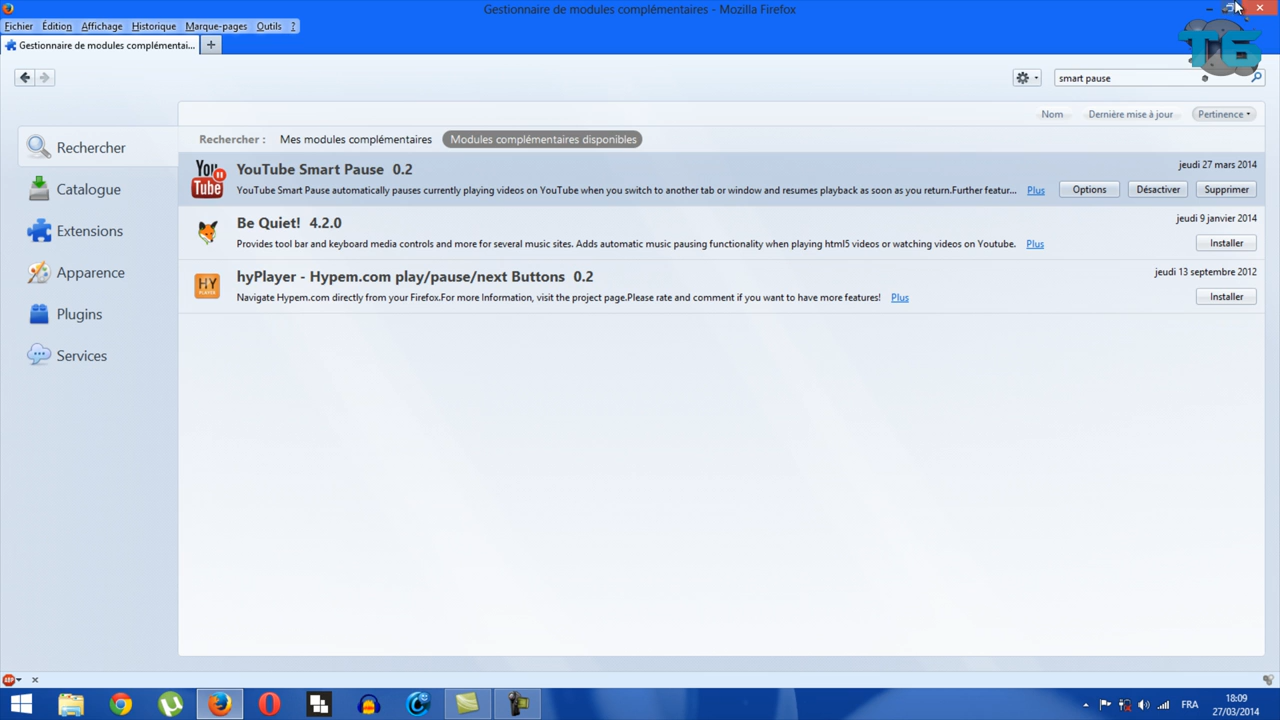 Gestionnaire de modules complémentaires - Mozilla Firefox
Fichier Édition Affichage Historique Marque-pages Outils ?
Gestionnaire de modules complémentai... +
T6
smart pause
Nom Dernière mise à jour Pertinence
Rechercher : Mes modules complémentaires Modules complémentaires disponibles
Rechercher
Catalogue
Extensions
Apparence
Plugins
Services
YouTube Smart Pause 0.2 jeudi 27 mars 2014
You Tube
YouTube Smart Pause automatically pauses currently playing videos on YouTube when you switch to another tab or window and resumes playback as soon as you return.Further featur... Plus Options Désactiver Supprimer
Be Quiet! 4.2.0 jeudi 9 janvier 2014
Provides tool bar and keyboard media controls and more for several music sites. Adds automatic music pausing functionality when playing html5 videos or watching videos on Youtube. Plus Installer
hyPlayer - Hypem.com play/pause/next Buttons 0.2 jeudi 13 septembre 2012
HY PLAYER
Navigate Hypem.com directly from your Firefox.For more Information, visit the project page.Please rate and comment if you want to have more features! Plus Installer
ABP
FRA 18:09
27/03/2014